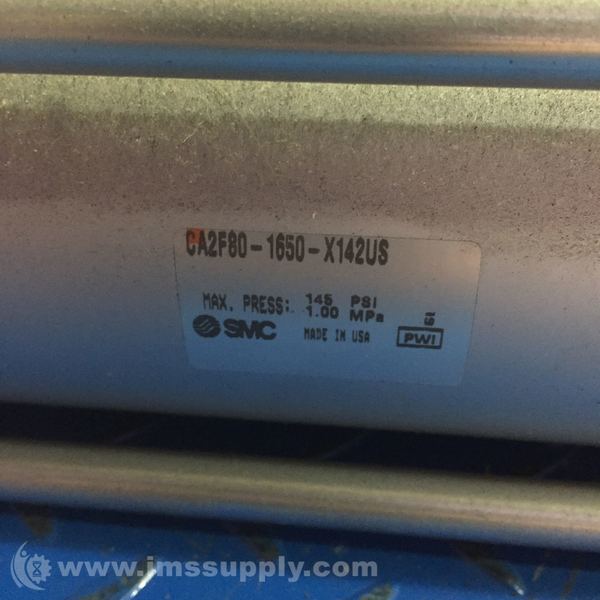 CA2F80-1650-X142US
MAX. PRESS: 145 PSI
1.00 MPa
SMC MADE IN USA PWI
www.imssupply.com